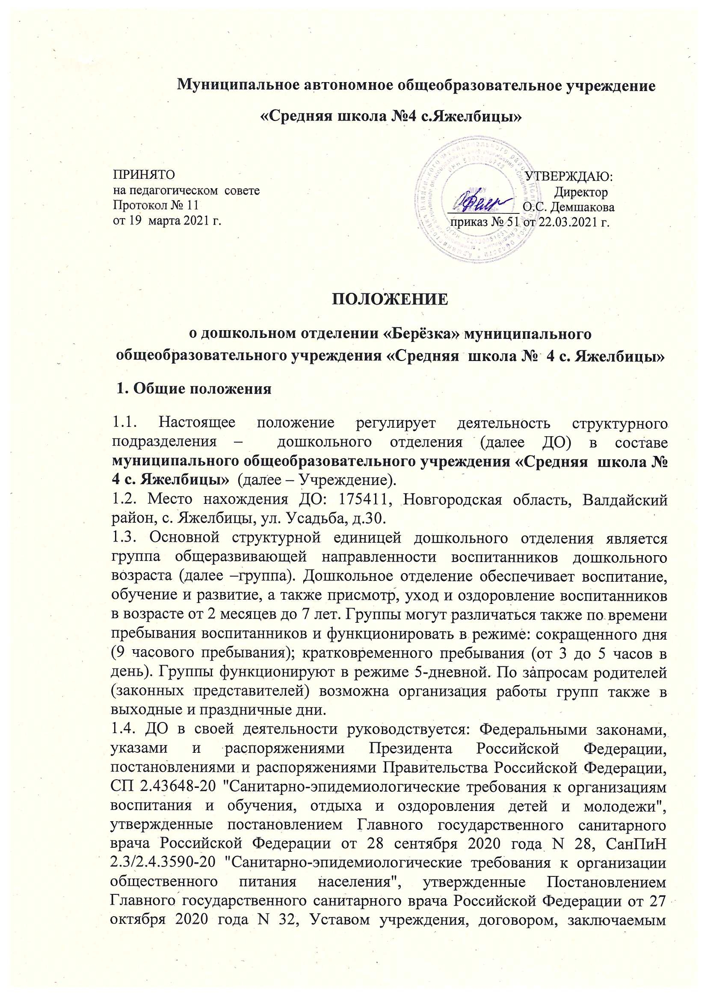 Муниципальное автономное общеобразовательное учреждение
«Средняя школа №4 с.Яжелбицы»
ПРИНЯТО
на педагогическом совете
Протокол № 11
от 19 марта 2021 г.
УТВЕРЖДАЮ:
Директор
О.С. Демшакова
приказ № 51 от 22.03.2021 г.
ПОЛОЖЕНИЕ
о дошкольном отделении «Берёзка» муниципального
общеобразовательного учреждения «Средняя школа № 4 с. Яжелбицы»
1. Общие положения
1.1. Настоящее положение регулирует деятельность структурного
подразделения – дошкольного отделения (далее ДО) в составе
муниципального общеобразовательного учреждения «Средняя школа №
4 с. Яжелбицы» (далее – Учреждение).
1.2. Место нахождения ДО: 175411, Новгородская область, Валдайский
район, с. Яжелбицы, ул. Усадьба, д.30.
1.3. Основной структурной единицей дошкольного отделения является
группа общеразвивающей направленности воспитанников дошкольного
возраста (далее –группа). Дошкольное отделение обеспечивает воспитание,
обучение и развитие, а также присмотр, уход и оздоровление воспитанников
в возрасте от 2 месяцев до 7 лет. Группы могут различаться также по времени
пребывания воспитанников и функционировать в режиме: сокращенного дня
(9 часового пребывания); кратковременного пребывания (от 3 до 5 часов в
день). Группы функционируют в режиме 5-дневной. По запросам родителей
(законных представителей) возможна организация работы групп также в
выходные и праздничные дни.
1.4. ДО в своей деятельности руководствуется: Федеральными законами,
указами и распоряжениями Президента Российской Федерации,
постановлениями и распоряжениями Правительства Российской Федерации,
СП 2.43648-20 "Санитарно-эпидемиологические требования к организациям
воспитания и обучения, отдыха и оздоровления детей и молодежи",
утвержденные постановлением Главного государственного санитарного
врача Российской Федерации от 28 сентября 2020 года N 28, СанПиН
2.3/2.4.3590-20 "Санитарно-эпидемиологические требования к организации
общественного питания населения", утвержденные Постановлением
Главного государственного санитарного врача Российской Федерации от 27
октября 2020 года N 32, Уставом учреждения, договором, заключаемым